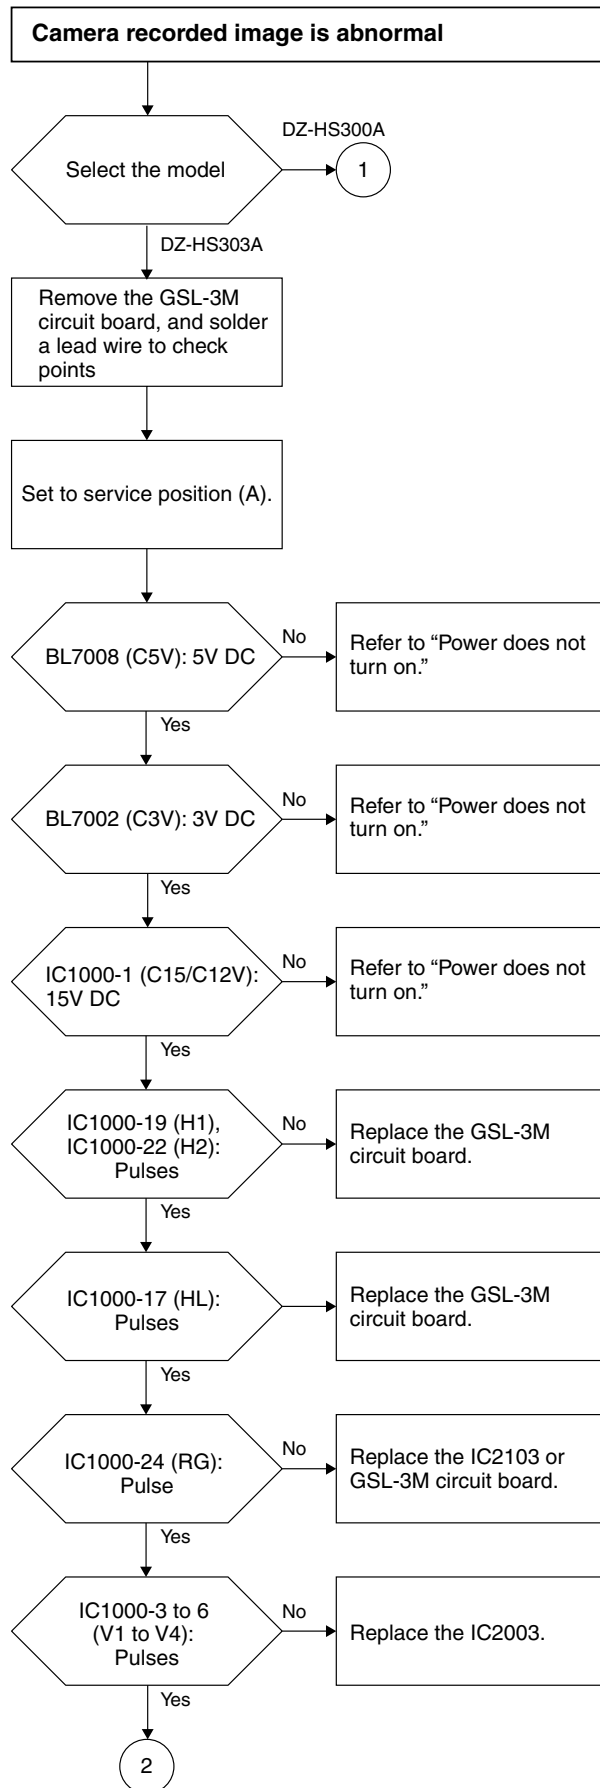 Camera recorded image is abnormal
DZ-HS300A
Select the model
1
DZ-HS303A
Remove the GSL-3M
circuit board, and solder
a lead wire to check
points
Set to service position (A).
BL7008 (C5V): 5V DC
No
Refer to “Power does not
turn on.”
Yes
BL7002 (C3V): 3V DC
No
Refer to “Power does not
turn on.”
Yes
IC1000-1 (C15/C12V):
15V DC
No
Refer to “Power does not
turn on.”
Yes
IC1000-19 (H1),
IC1000-22 (H2):
Pulses
No
Replace the GSL-3M
circuit board.
Yes
IC1000-17 (HL):
Pulses
Replace the GSL-3M
circuit board.
Yes
IC1000-24 (RG):
Pulse
No
Replace the IC2103 or
GSL-3M circuit board.
Yes
IC1000-3 to 6
(V1 to V4):
Pulses
No
Replace the IC2003.
Yes
2